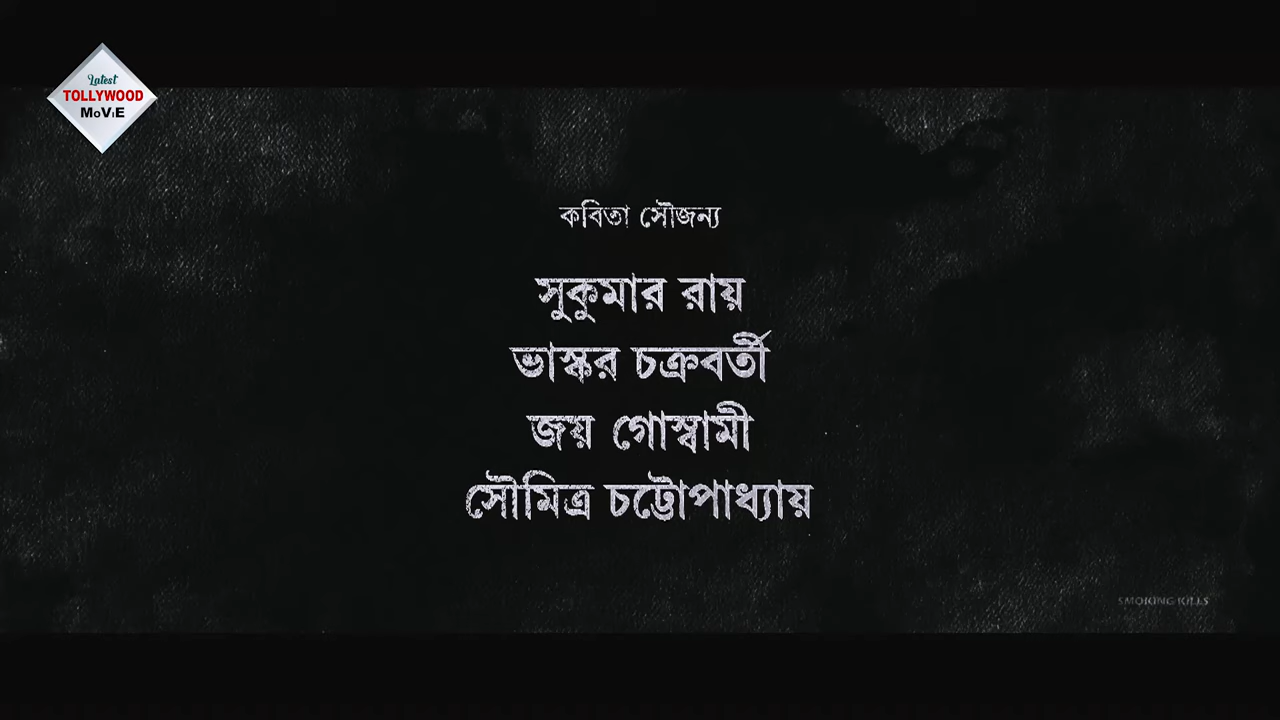 Latest
TOLLYWOOD
MoViE
কবিতা সৌজন্য
সুকুমার রায়
ভাস্কর চক্রবর্তী
জয় গোস্বামী
সৌমিত্র চট্টোপাধ্যায়
SMOKING KILLS